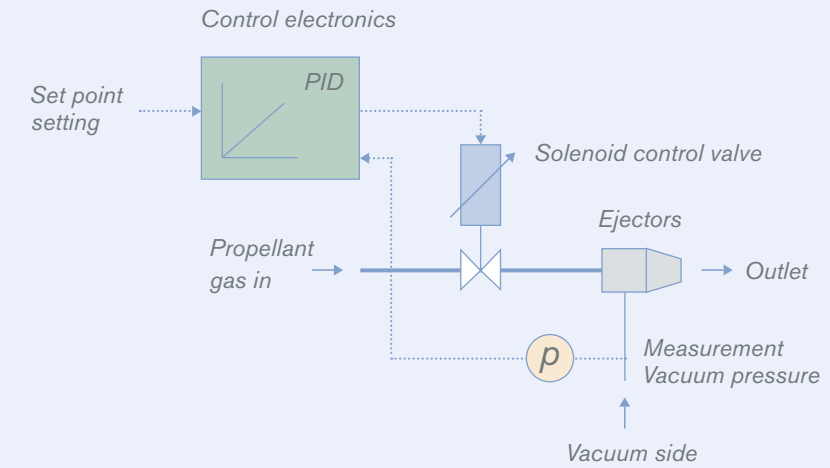 Control electronics
PID
Set point
setting
Solenoid control valve
Ejectors
Propellant
gas in
Outlet
p
Measurement
Vacuum pressure
Vacuum side